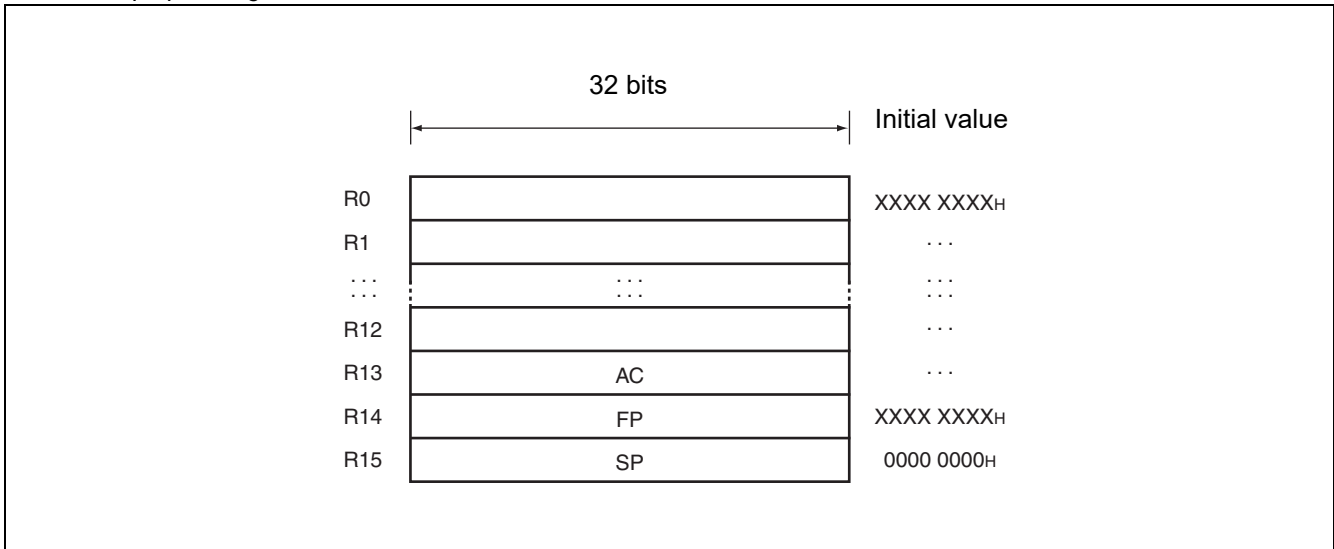 32 bits
Initial value
R0 XXXX XXXXH
R1 ...
... ... ...
... ... ...
R12 ...
R13 AC ...
R14 FP XXXX XXXXH
R15 SP 0000 0000H